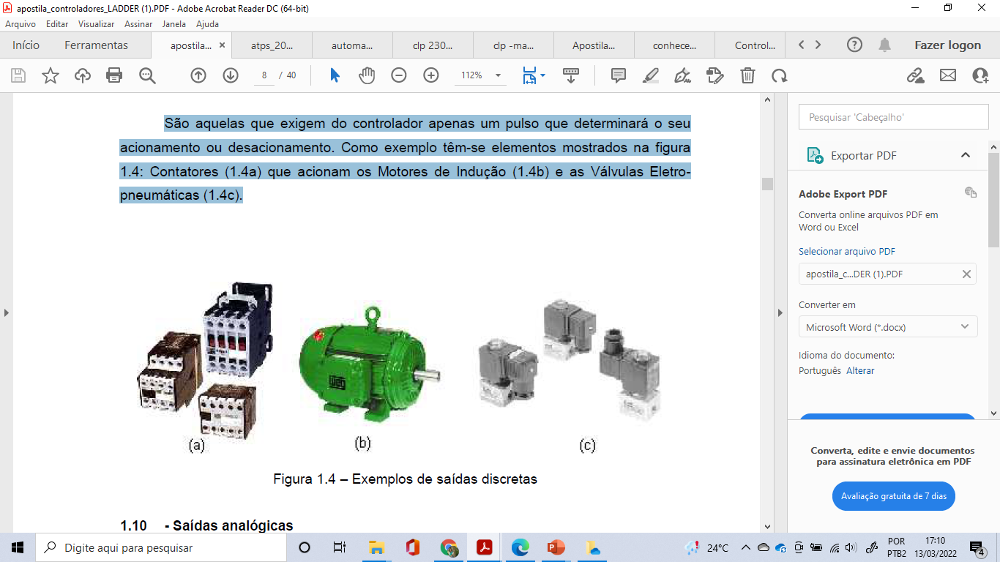 apostila_controladores_LADDER (1).PDF - Adobe Acrobat Reader DC (64-bit)
Arquivo Editar Visualizar Assinar Janela Ajuda
Início Ferramentas apostila... × atps_20... automa... clp 230... clp -ma... Apostila... conhece... Control... Fazer logon
8 / 40 112%
São aquelas que exigem do controlador apenas um pulso que determinará o seu
acionamento ou desacionamento. Como exemplo têm-se elementos mostrados na figura
1.4: Contatores (1.4a) que acionam os Motores de Indução (1.4b) e as Válvulas Eletro-
pneumáticas (1.4c).
WEG
(a) (b) (c)
Figura 1.4 – Exemplos de saídas discretas
1.10 - Saídas analógicas
Pesquisar 'Cabeçalho'
Exportar PDF
Adobe Export PDF
Converta online arquivos PDF em
Word ou Excel
Selecionar arquivo PDF
apostila_c...DER (1).PDF
Converter em
Microsoft Word (*.docx)
Idioma do documento:
Português Alterar
Converta, edite e envie documentos
para assinatura eletrônica em PDF
Avaliação gratuita de 7 dias
Digite aqui para pesquisar
24°C
POR
PTB2
17:10
13/03/2022
4